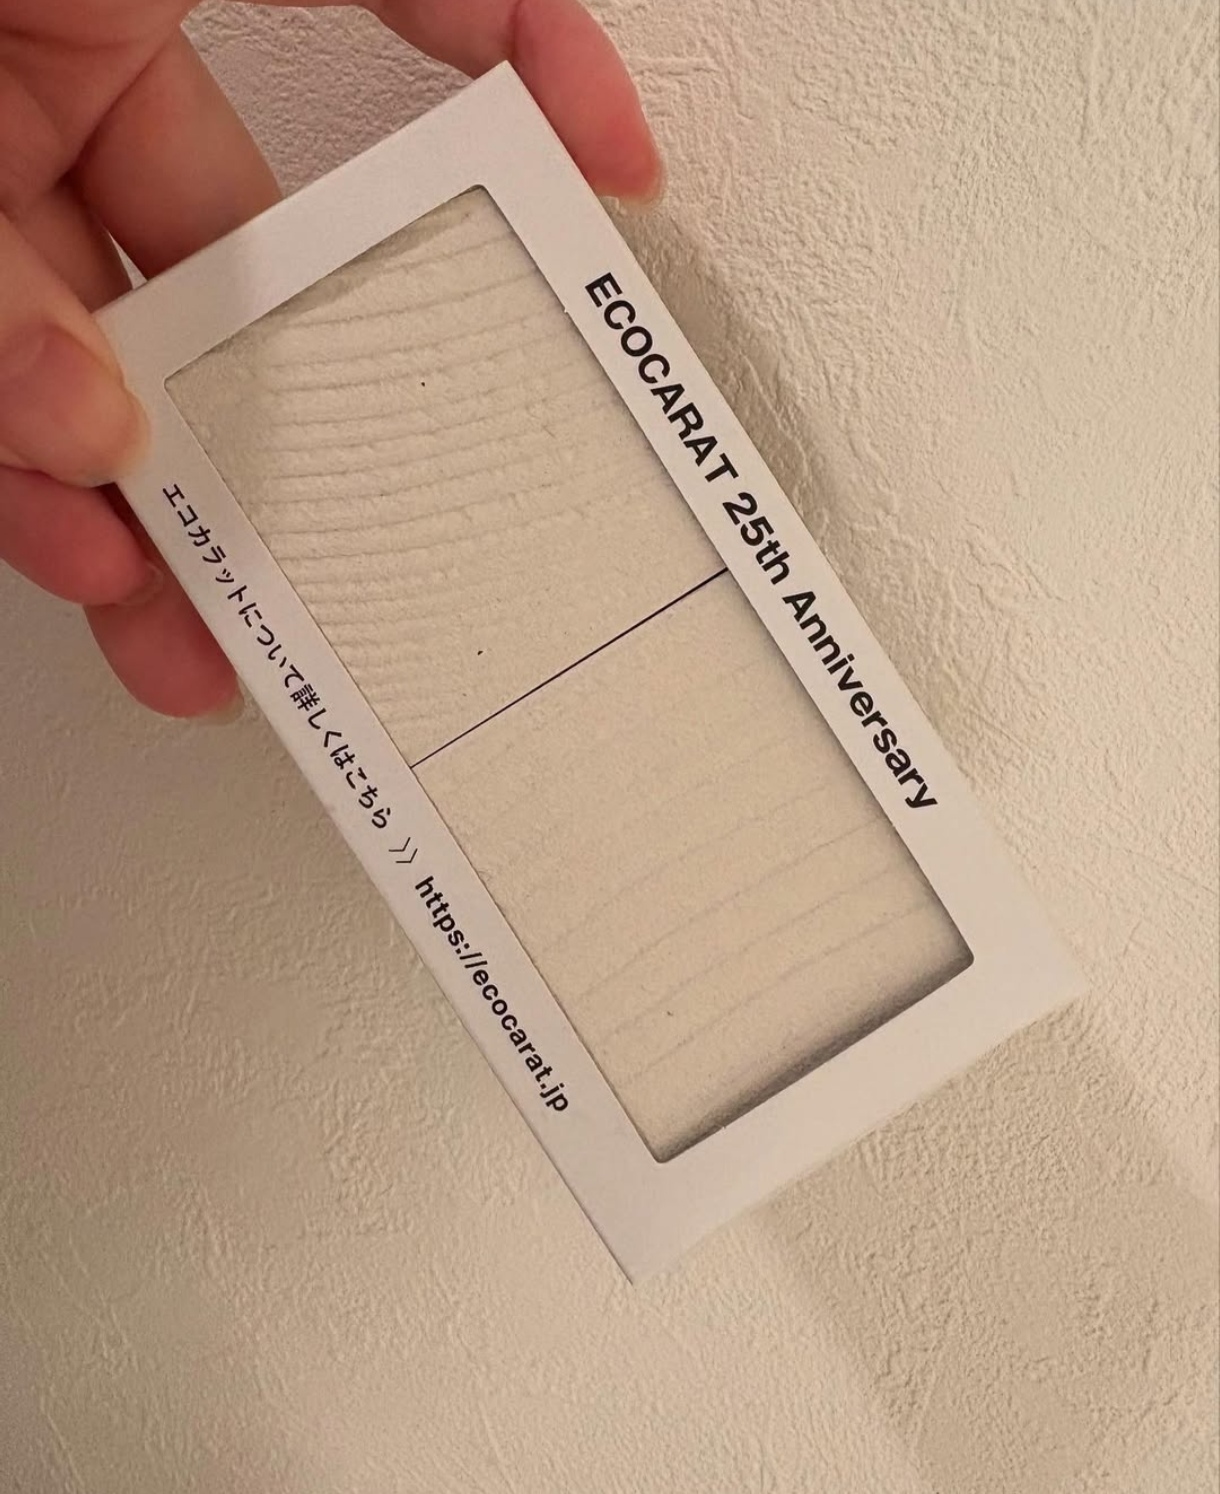 ECOCARAT 25th Anniversary
エコカラットについて詳しくはこちら 》 https://ecocarat.jp